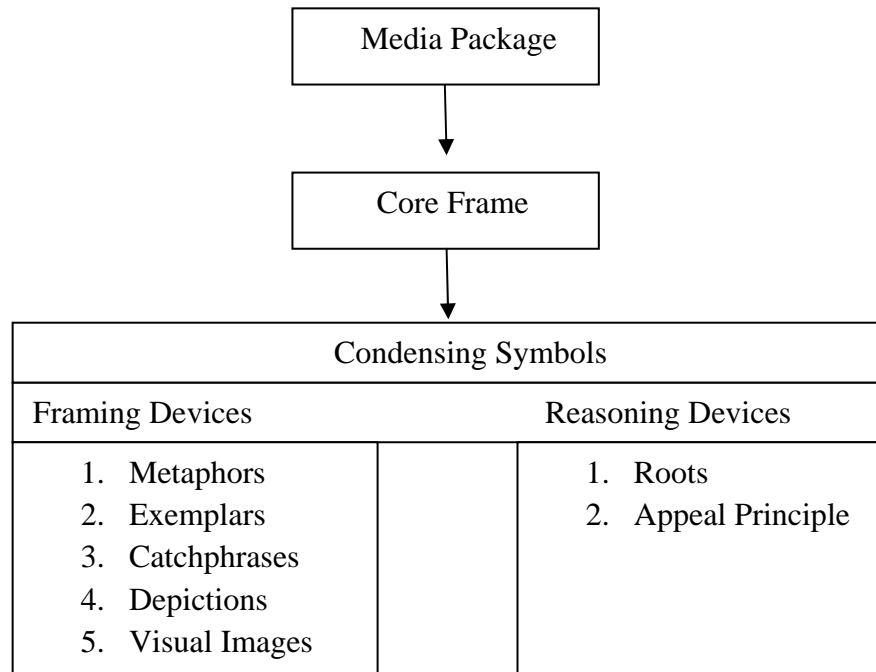 Media Package
Core Frame
Condensing Symbols
Framing Devices
Reasoning Devices
1. Metaphors
2. Exemplars
3. Catchphrases
4. Depictions
5. Visual Images
1. Roots
2. Appeal Principle